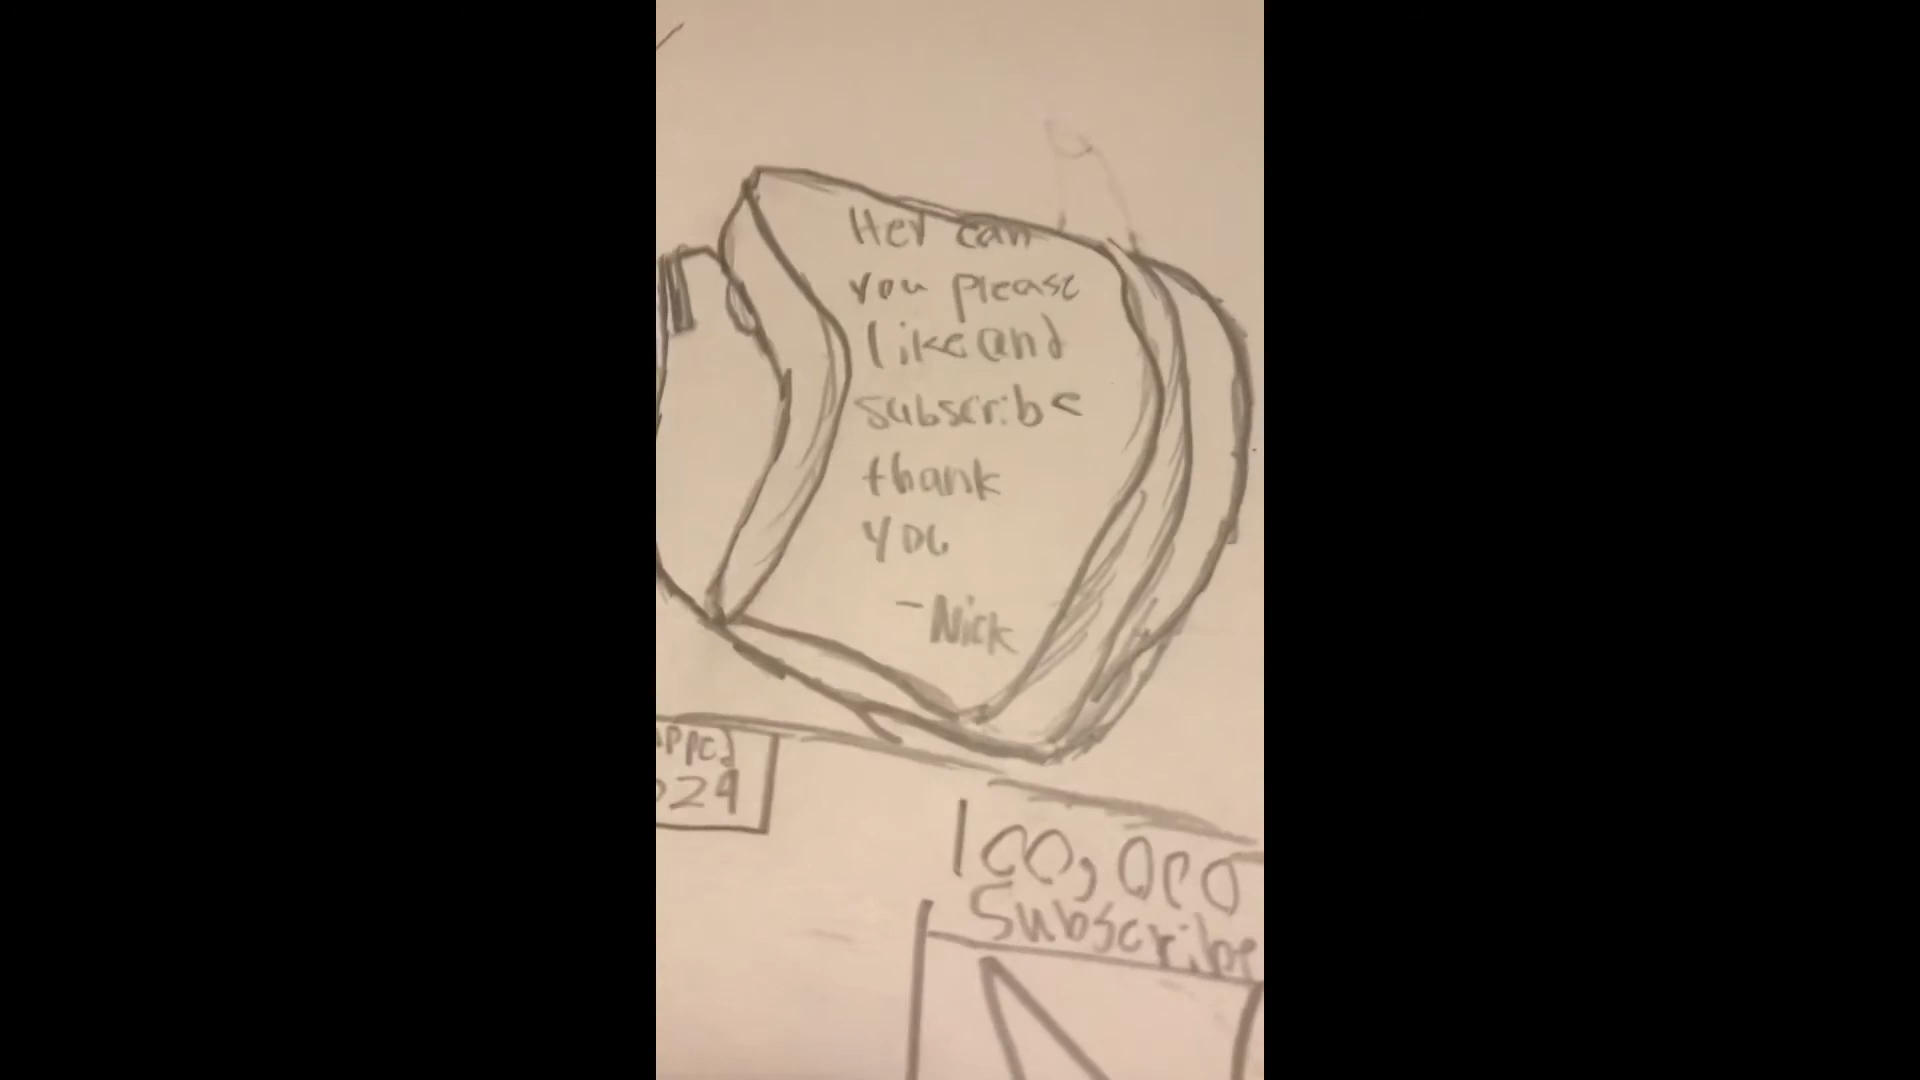 Hey can
you please
like and
subscribe
thank
you
-Nick
100,000
Subscribe